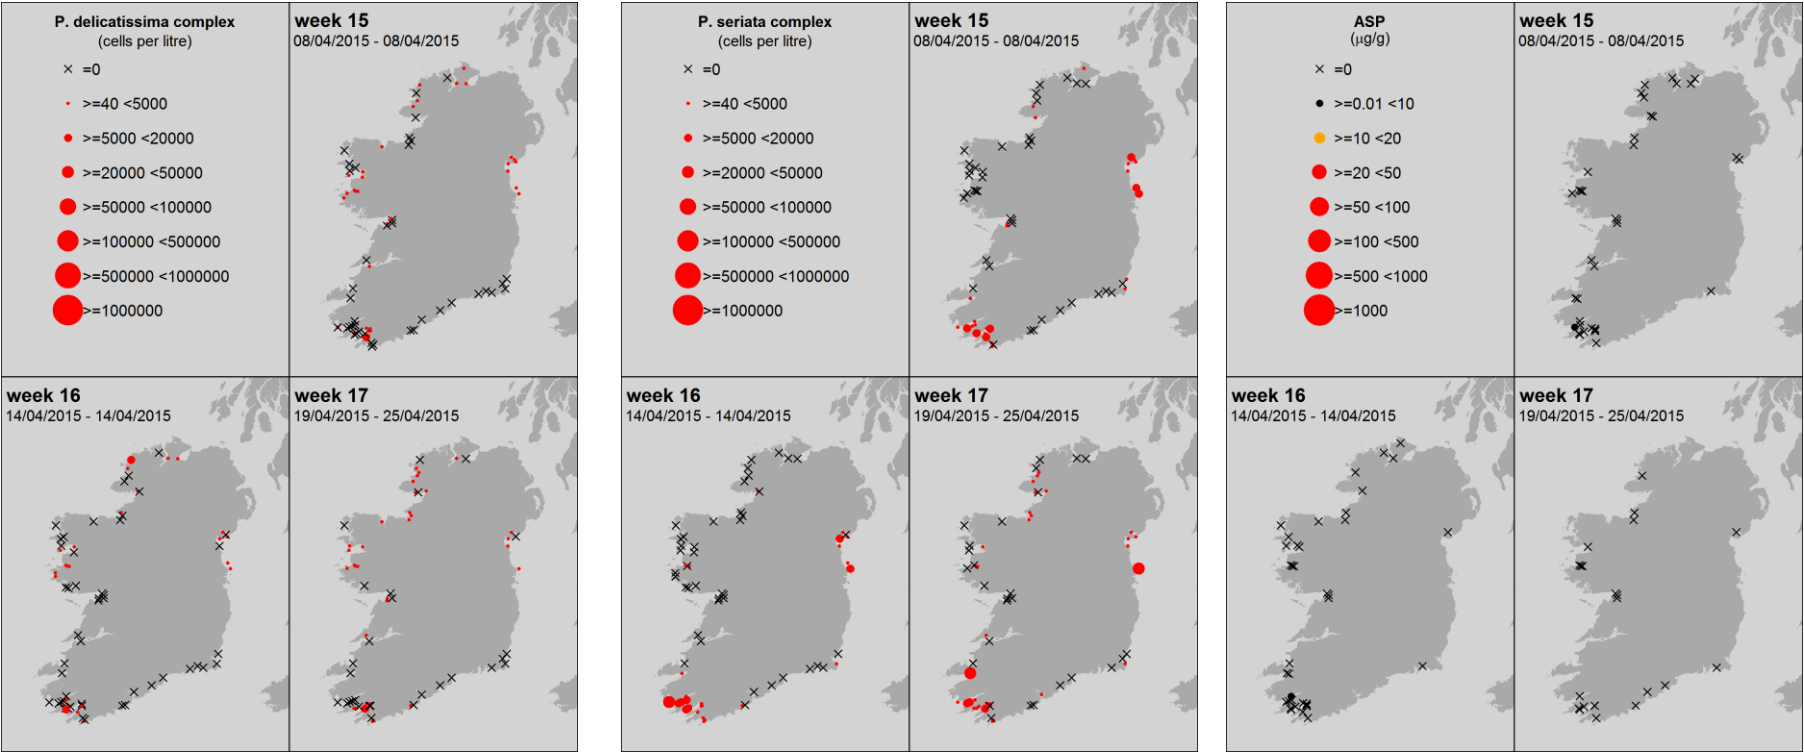 P. delicatissima complex
(cells per litre)
=0
>=40 <5000
>=5000 <20000
>=20000 <50000
>=50000 <100000
>=100000 <500000
>=500000 <1000000
>=1000000
week 15
08/04/2015 - 08/04/2015
week 16
14/04/2015 - 14/04/2015
week 17
19/04/2015 - 25/04/2015
P. seriata complex
(cells per litre)
=0
>=40 <5000
>=5000 <20000
>=20000 <50000
>=50000 <100000
>=100000 <500000
>=500000 <1000000
>=1000000
week 15
08/04/2015 - 08/04/2015
week 16
14/04/2015 - 14/04/2015
week 17
19/04/2015 - 25/04/2015
ASP
(µg/g)
=0
>=0.01 <10
>=10 <20
>=20 <50
>=50 <100
>=100 <500
>=500 <1000
>=1000
week 15
08/04/2015 - 08/04/2015
week 16
14/04/2015 - 14/04/2015
week 17
19/04/2015 - 25/04/2015